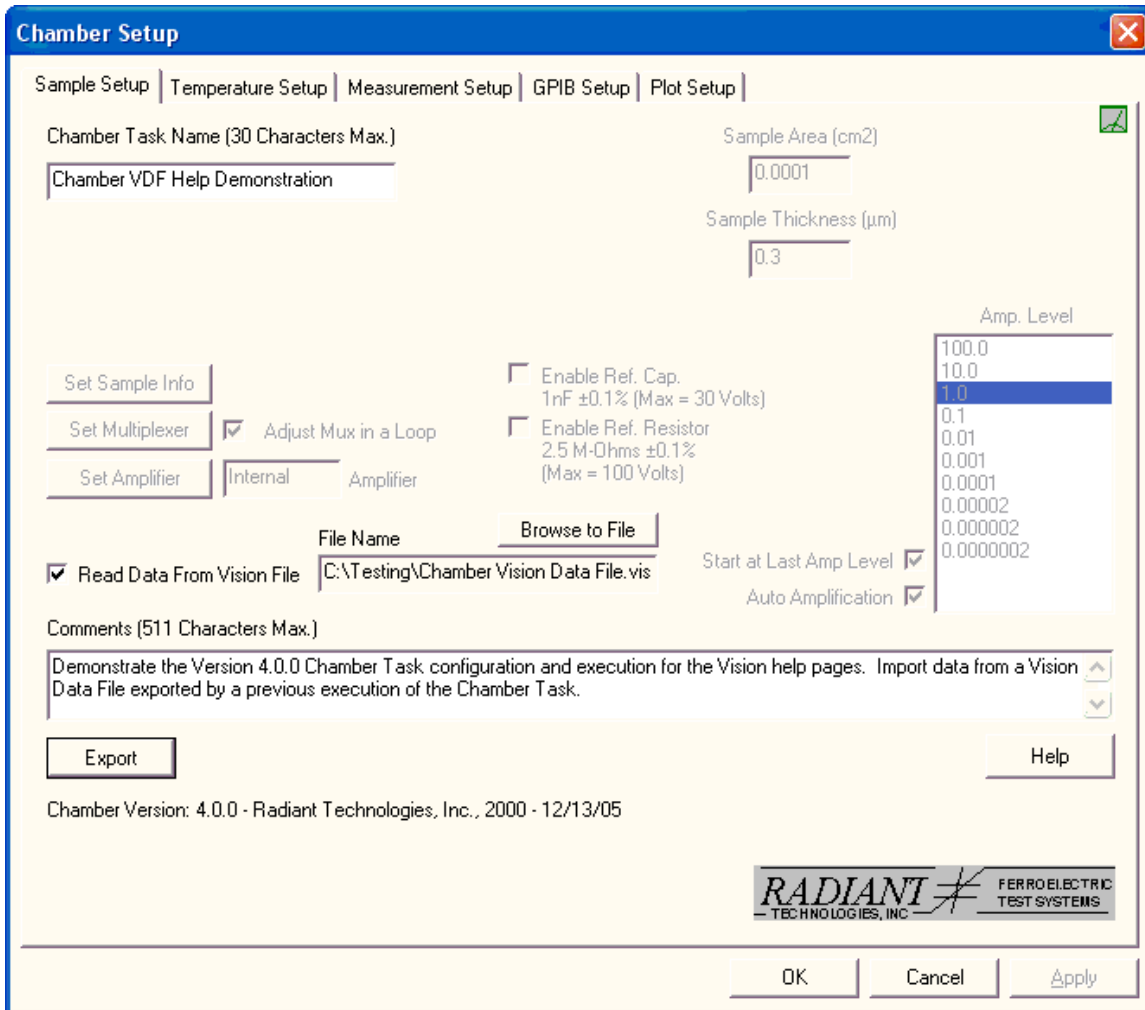 Chamber Setup
Sample Setup
Temperature Setup
Measurement Setup
GPIB Setup
Plot Setup
Chamber Task Name (30 Characters Max.)
Chamber VDF Help Demonstration
Sample Area (cm2)
0.0001
Sample Thickness (µm)
0.3
Amp. Level
100.0
10.0
1.0
0.1
0.01
0.001
0.0001
0.00002
0.000002
0.0000002
Set Sample Info
Set Multiplexer
Adjust Mux in a Loop
Set Amplifier
Internal
Amplifier
Enable Ref. Cap.
1nF ±0.1% (Max = 30 Volts)
Enable Ref. Resistor
2.5 M-Ohms ±0.1%
(Max = 100 Volts)
File Name
Browse to File
Read Data From Vision File
C:\Testing\Chamber Vision Data File.vis
Start at Last Amp Level
Auto Amplification
Comments (511 Characters Max.)
Demonstrate the Version 4.0.0 Chamber Task configuration and execution for the Vision help pages.  Import data from a Vision
Data File exported by a previous execution of the Chamber Task.
Export
Help
Chamber Version: 4.0.0 - Radiant Technologies, Inc., 2000 - 12/13/05
RADIANT
TECHNOLOGIES, INC
FERROELECTRIC
TEST SYSTEMS
OK
Cancel
Apply